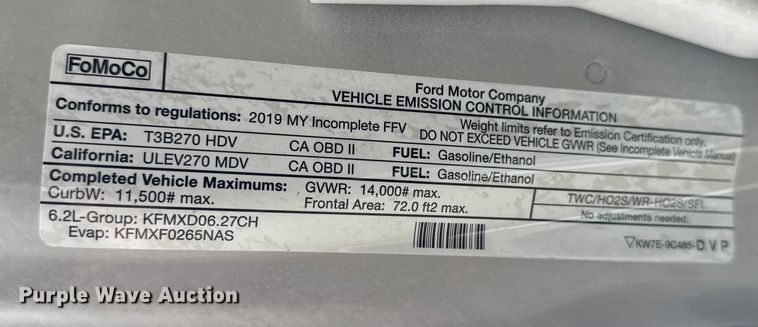 FoMoCo
Ford Motor Company
VEHICLE EMISSION CONTROL INFORMATION
Conforms to regulations: 2019 MY Incomplete FFV
Weight limits refer to Emission Certification only.
U.S. EPA: T3B270 HDV
DO NOT EXCEED VEHICLE GVWR (See Incomplete Vehicle Manual)
CA OBD II FUEL: Gasoline/Ethanol
California: ULEV270 MDV CA OBD II FUEL: Gasoline/Ethanol
Completed Vehicle Maximums: GVWR: 14,000# max.
CurbW: 11,500# max. Frontal Area: 72.0 ft2 max.
TWC/HO2S/WR-HO2S/SFI
No adjustments needed.
6.2L-Group: KFMXD06.27CH
Evap: KFMXF0265NAS
KW7E-9C485-DVP
Purple Wave Auction